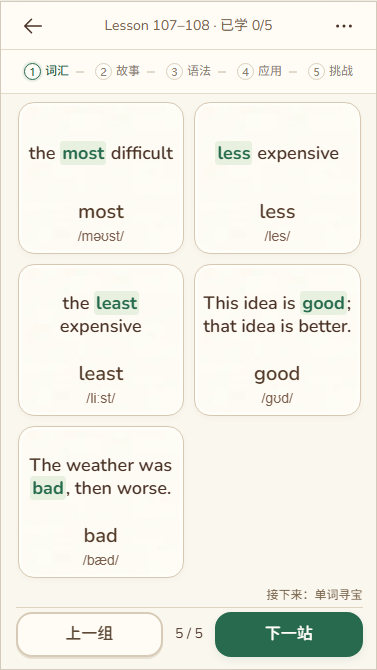 Lesson 107–108 · 已学 0/5
1 词汇 – 2 故事 – 3 语法 – 4 应用 – 5 挑战
the most difficult
most
/məʊst/
less expensive
less
/les/
the least
expensive
least
/liːst/
This idea is good;
that idea is better.
good
/ɡʊd/
The weather was
bad, then worse.
bad
/bæd/
接下来：单词寻宝
上一组
5 / 5
下一站